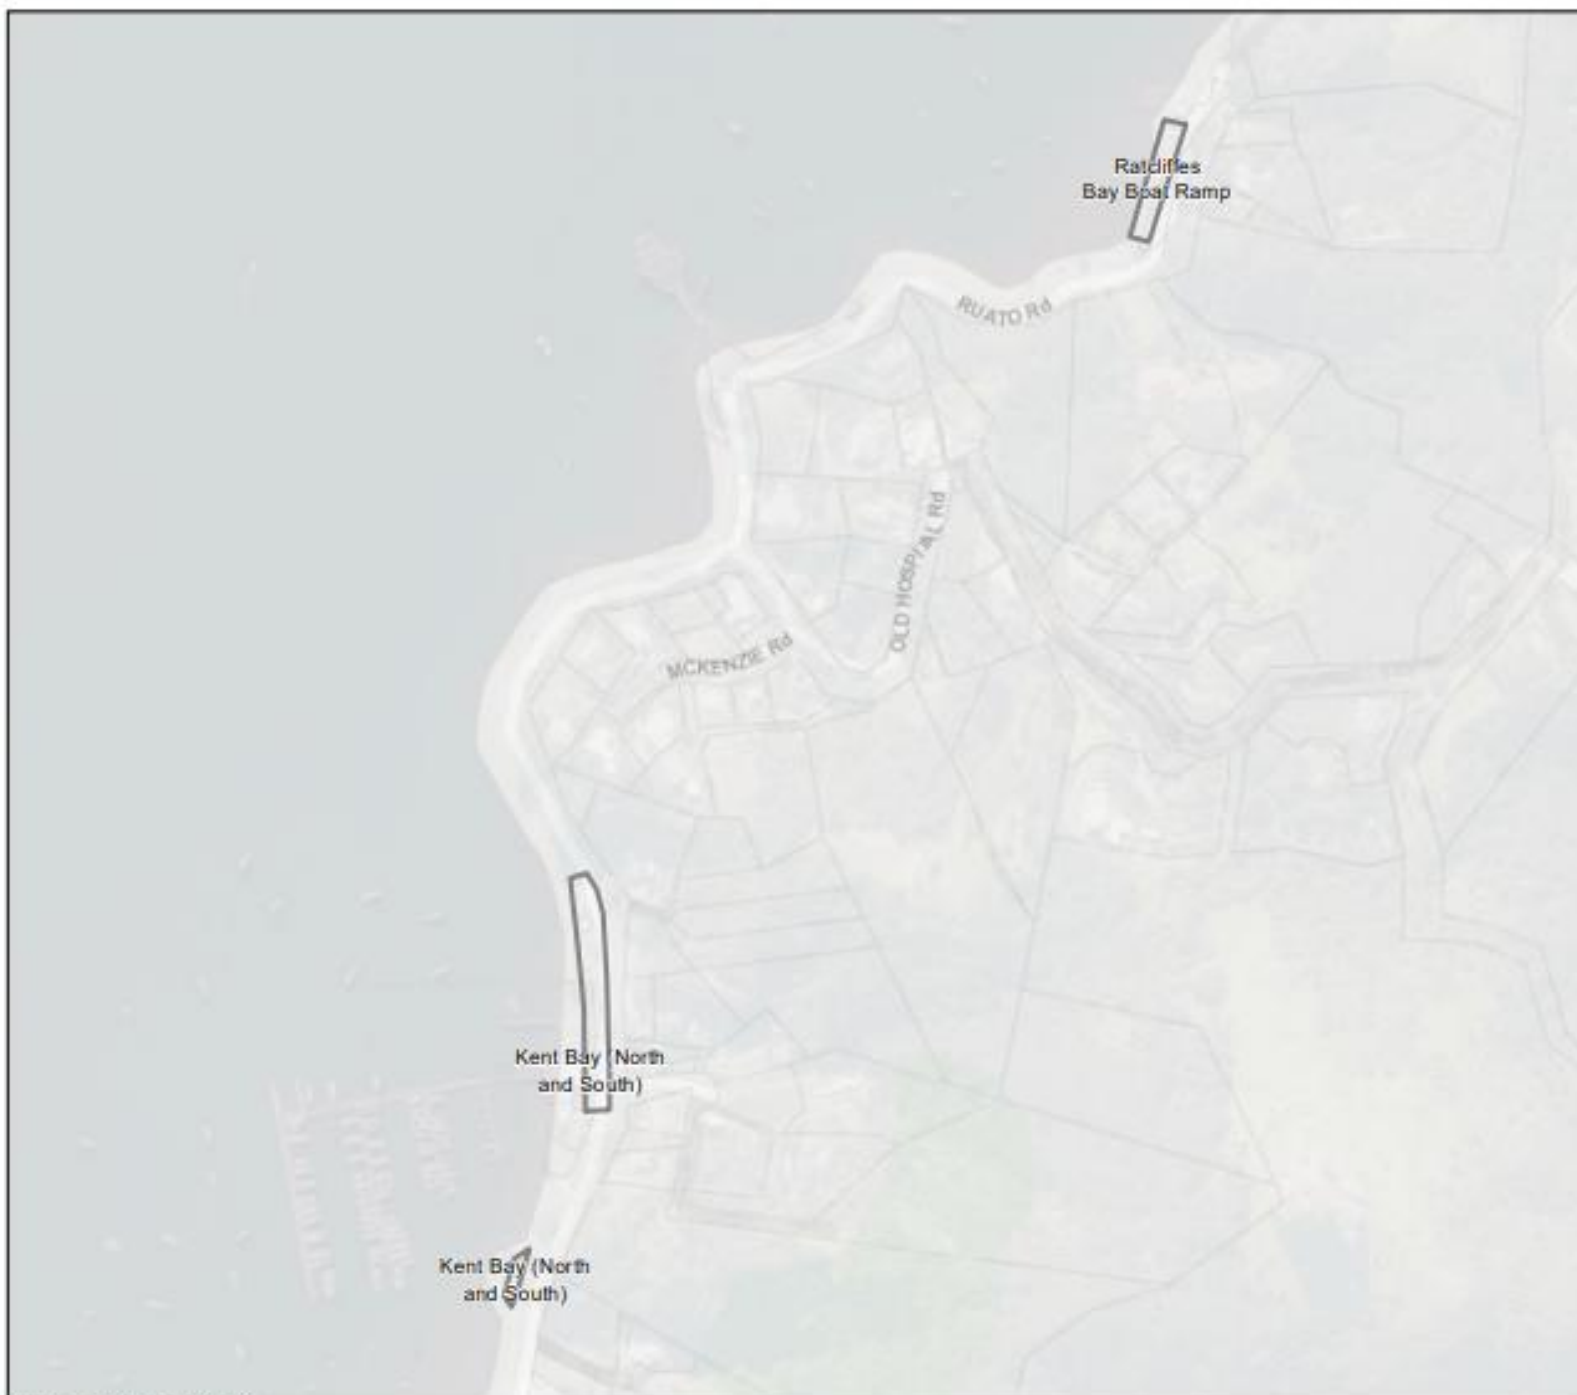 Ratcliffes
Bay Boat Ramp
RUATO Rd
OLD HOSPITAL Rd
MCKENZIE Rd
Kent Bay (North
and South)
Kent Bay (North
and South)